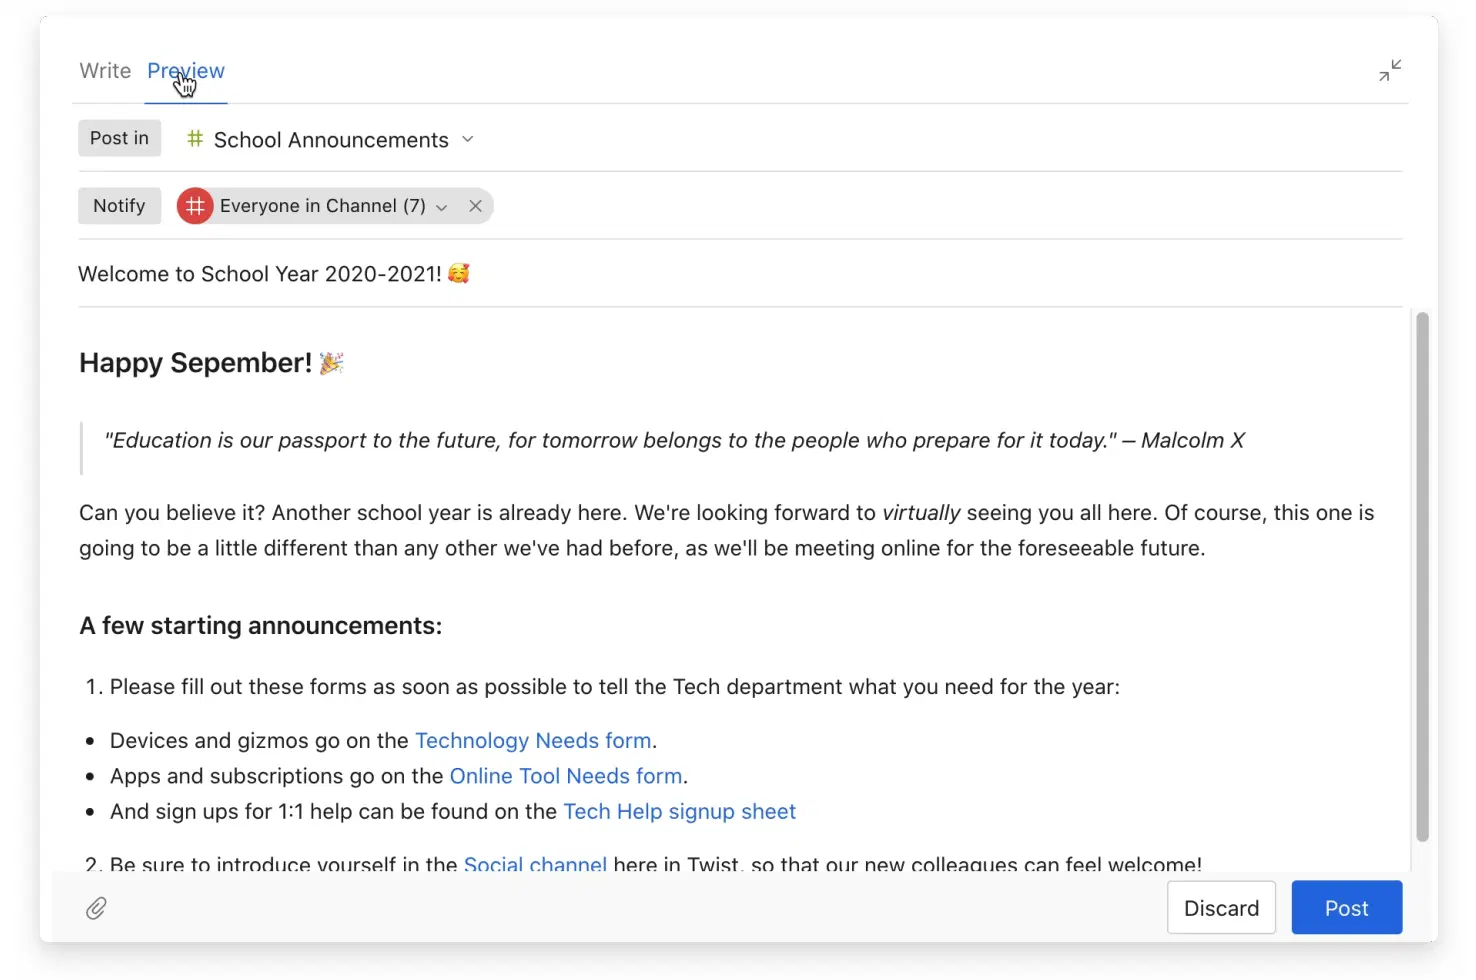 Write Preview
Post in # School Announcements
Notify # Everyone in Channel (7)
Welcome to School Year 2020-2021! 🥰
Happy Sepember! 🎉
"Education is our passport to the future, for tomorrow belongs to the people who prepare for it today." – Malcolm X
Can you believe it? Another school year is already here. We're looking forward to virtually seeing you all here. Of course, this one is
going to be a little different than any other we've had before, as we'll be meeting online for the foreseeable future.
A few starting announcements:
1. Please fill out these forms as soon as possible to tell the Tech department what you need for the year:
• Devices and gizmos go on the Technology Needs form.
• Apps and subscriptions go on the Online Tool Needs form.
• And sign ups for 1:1 help can be found on the Tech Help signup sheet
2. Be sure to introduce yourself in the Social channel here in Twist, so that our new colleagues can feel welcome!
Discard Post